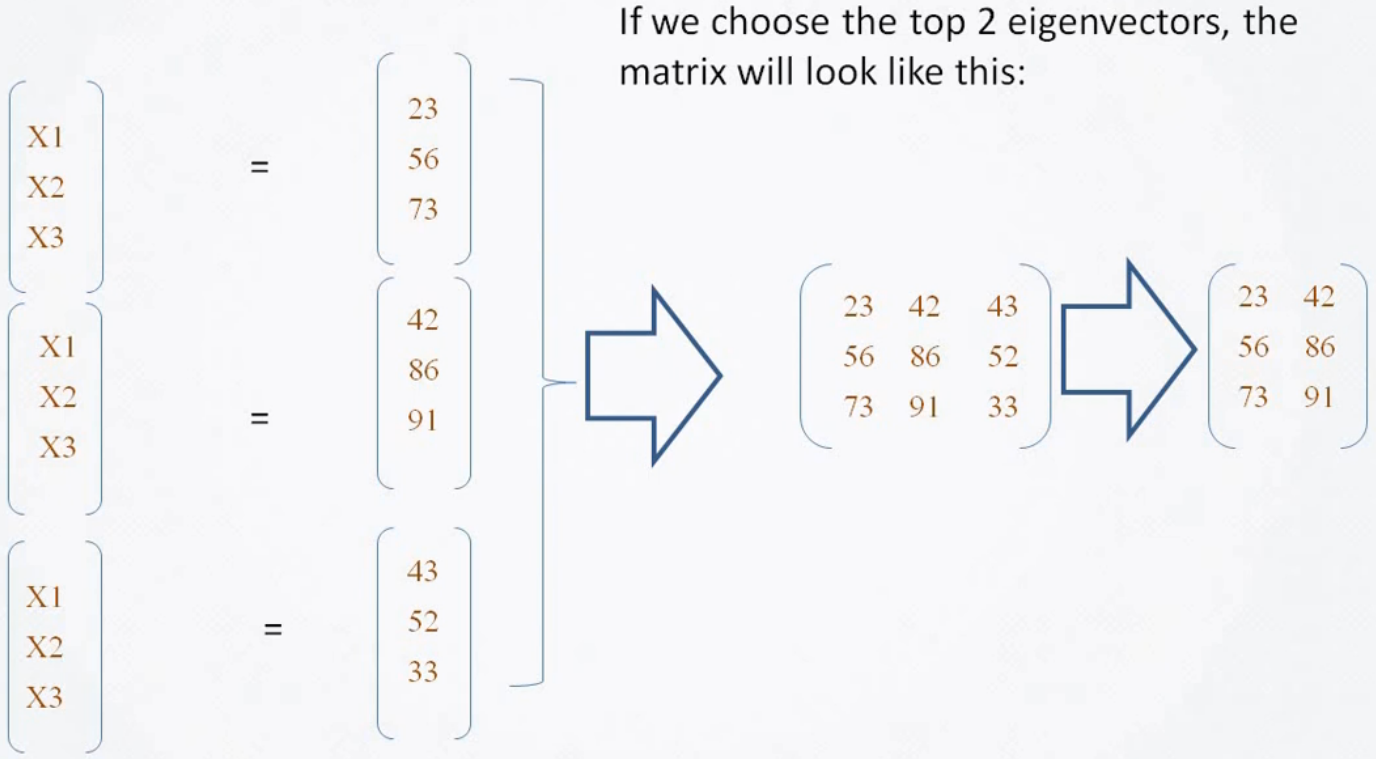 If we choose the top 2 eigenvectors, the
matrix will look like this:
X1
X2
X3
=
23
56
73
X1
X2
X3
=
42
86
91
X1
X2
X3
=
43
52
33
23 42 43
56 86 52
73 91 33
23 42
56 86
73 91